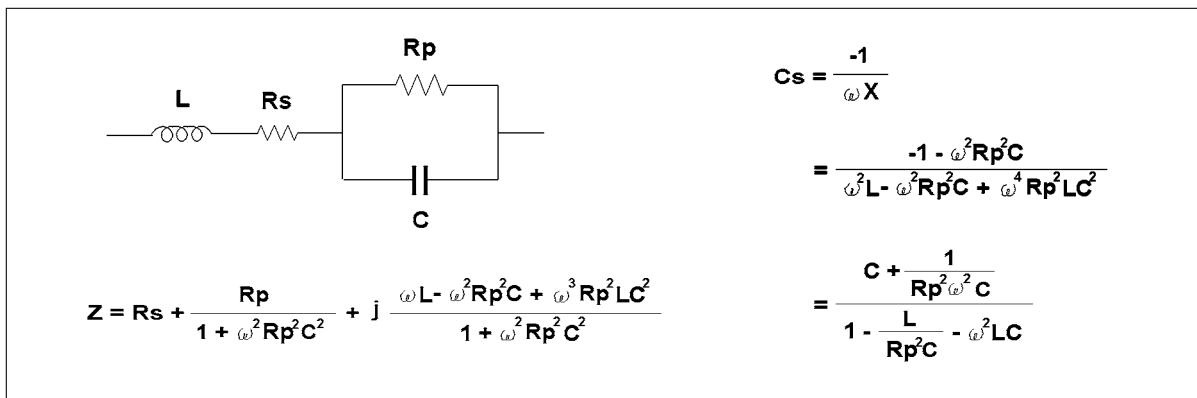 Rp
L
Rs
C
Z = Rs + Rp / 1 + ω²Rp²C² + j ωL- ω²Rp²C + ω³Rp²LC² / 1 + ω²Rp²C²
Cs = -1 / ωX
= -1 - ω²Rp²C / ω²L- ω²Rp²C + ω⁴Rp²LC²
= C + 1 / Rp²ω²C / 1 - L / Rp²C - ω²LC